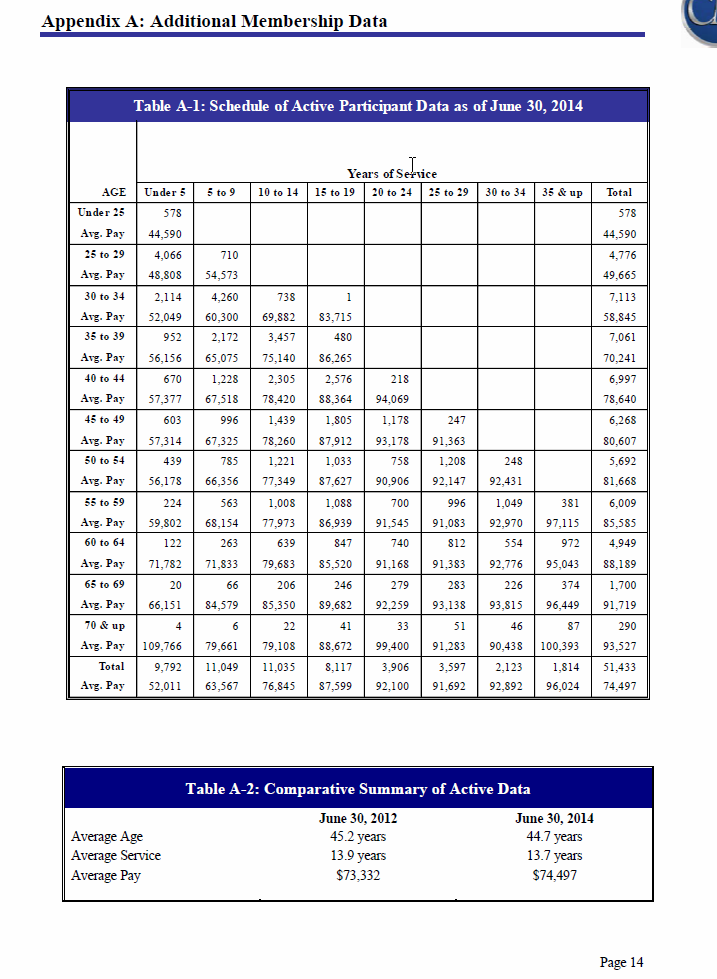 Appendix A: Additional Membership Data
Table A-1: Schedule of Active Participant Data as of June 30, 2014
Years of Service
AGE Under 5 5 to 9 10 to 14 15 to 19 20 to 24 25 to 29 30 to 34 35 & up Total
Under 25 578 578
Avg. Pay 44,590 44,590
25 to 29 4,066 710 4,776
Avg. Pay 48,808 54,573 49,665
30 to 34 2,114 4,260 738 1 7,113
Avg. Pay 52,049 60,300 69,882 83,715 58,845
35 to 39 952 2,172 3,457 480 7,061
Avg. Pay 56,156 65,075 75,140 86,265 70,241
40 to 44 670 1,228 2,305 2,576 218 6,997
Avg. Pay 57,377 67,518 78,420 88,364 94,069 78,640
45 to 49 603 996 1,439 1,805 1,178 247 6,268
Avg. Pay 57,314 67,325 78,260 87,912 93,178 91,363 80,607
50 to 54 439 785 1,221 1,033 758 1,208 248 5,692
Avg. Pay 56,178 66,356 77,349 87,627 90,906 92,147 92,431 81,668
55 to 59 224 563 1,008 1,088 700 996 1,049 381 6,009
Avg. Pay 59,802 68,154 77,973 86,939 91,545 91,083 92,970 97,115 85,585
60 to 64 122 263 639 847 740 812 554 972 4,949
Avg. Pay 71,782 71,833 79,683 85,520 91,168 91,383 92,776 95,043 88,189
65 to 69 20 66 206 246 279 283 226 374 1,700
Avg. Pay 66,151 84,579 85,350 89,682 92,259 93,138 93,815 96,449 91,719
70 & up 4 6 22 41 33 51 46 87 290
Avg. Pay 109,766 79,661 79,108 88,672 99,400 91,283 90,438 100,393 93,527
Total 9,792 11,049 11,035 8,117 3,906 3,597 2,123 1,814 51,433
Avg. Pay 52,011 63,567 76,845 87,599 92,100 91,692 92,892 96,024 74,497
Table A-2: Comparative Summary of Active Data
June 30, 2012 June 30, 2014
Average Age 45.2 years 44.7 years
Average Service 13.9 years 13.7 years
Average Pay $73,332 $74,497
Page 14